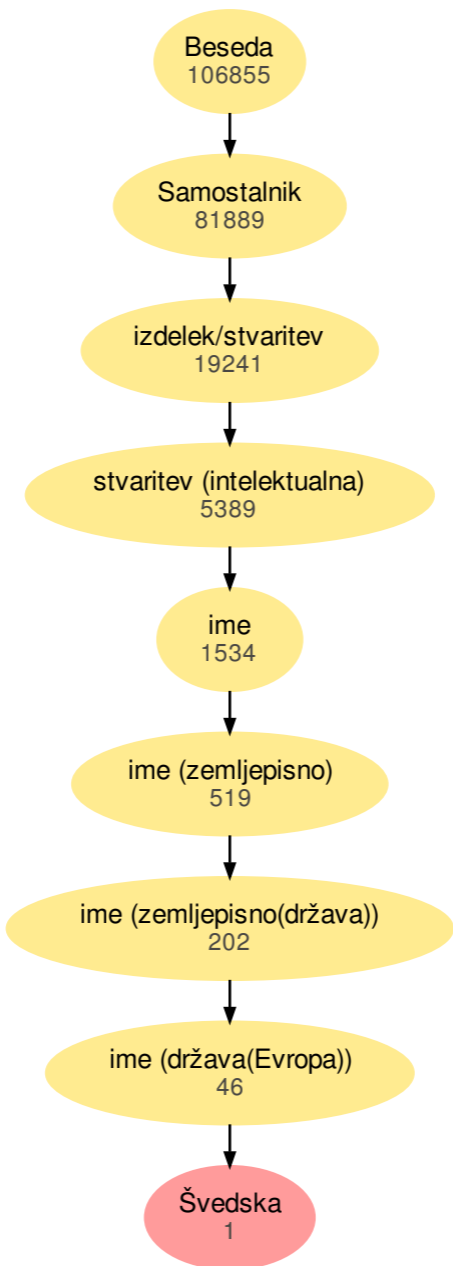 Beseda
106855
Samostalnik
81889
izdelek/stvaritev
19241
stvaritev (intelektualna)
5389
ime
1534
ime (zemljepisno)
519
ime (zemljepisno(država))
202
ime (država(Evropa))
46
Švedska
1